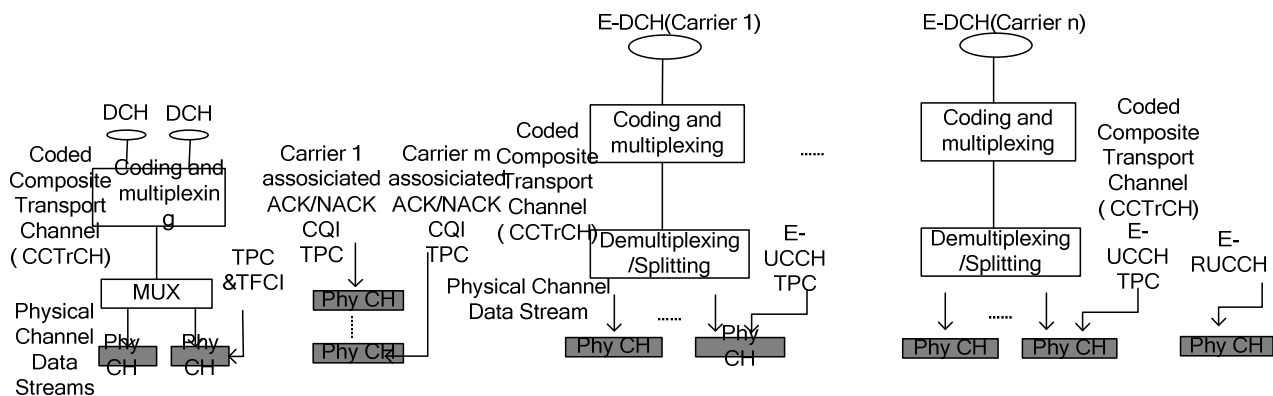 E-DCH(Carrier 1)
E-DCH(Carrier n)
DCH
DCH
Coded
Composite
Transport
Channel
( CCTrCH)
Coding and
multiplexin
g
MUX
TPC
&TFCI
Physical
Channel
Data
Streams
Phy
CH
Phy
CH
Carrier 1
assosiciated
ACK/NACK
CQI
TPC
Carrier m
assosiciated
ACK/NACK
CQI
TPC
Phy CH
Phy CH
Coded
Composite
Transport
Channel
( CCTrCH)
Coding and
multiplexing
......
Demultiplexing
/Splitting
E-
UCCH
TPC
Physical Channel
Data Stream
......
Phy CH
Phy
CH
Coding and
multiplexing
Coded
Composite
Transport
Channel
( CCTrCH)
Demultiplexing
/Splitting
E-
UCCH
TPC
E-
RUCCH
......
Phy CH
Phy CH
Phy CH